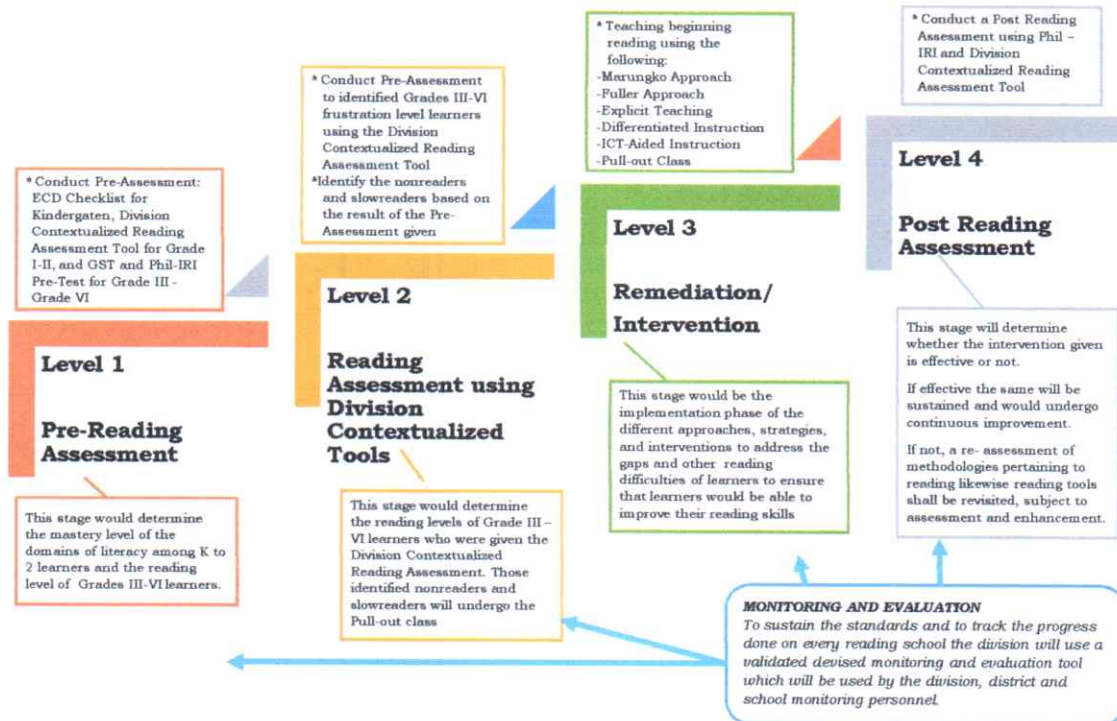 * Conduct Pre-Assessment:
ECD Checklist for
Kindergaten, Division
Contextualized Reading
Assessment Tool for Grade
I-II, and GST and Phil-IRI
Pre-Test for Grade III -
Grade VI
Level 1
Pre-Reading
Assessment
This stage would determine
the mastery level of the
domains of literacy among K to
2 learners and the reading
level of Grades III-VI learners.
* Conduct Pre-Assessment
to identified Grades III-VI
frustration level learners
using the Division
Contextualized Reading
Assessment Tool
*Identify the nonreaders
and slowreaders based on
the result of the Pre-
Assessment given
Level 2
Reading
Assessment using
Division
Contextualized
Tools
This stage would determine
the reading levels of Grade III –
VI learners who were given the
Division Contextualized
Reading Assessment. Those
identified nonreaders and
slowreaders will undergo the
Pull-out class
* Teaching beginning
reading using the
following:
-Marungko Approach
-Fuller Approach
-Explicit Teaching
-Differentiated Instruction
-ICT-Aided Instruction
-Pull-out Class
Level 3
Remediation/
Intervention
This stage would be the
implementation phase of the
different approaches, strategies,
and interventions to address the
gaps and other reading
difficulties of learners to ensure
that learners would be able to
improve their reading skills
* Conduct a Post Reading
Assessment using Phil –
IRI and Division
Contextualized Reading
Assessment Tool
Level 4
Post Reading
Assessment
This stage will determine
whether the intervention given
is effective or not.
If effective the same will be
sustained and would undergo
continuous improvement.
If not, a re- assessment of
methodologies pertaining to
reading likewise reading tools
shall be revisited, subject to
assessment and enhancement.
MONITORING AND EVALUATION
To sustain the standards and to track the progress
done on every reading school the division will use a
validated devised monitoring and evaluation tool
which will be used by the division, district and
school monitoring personnel.